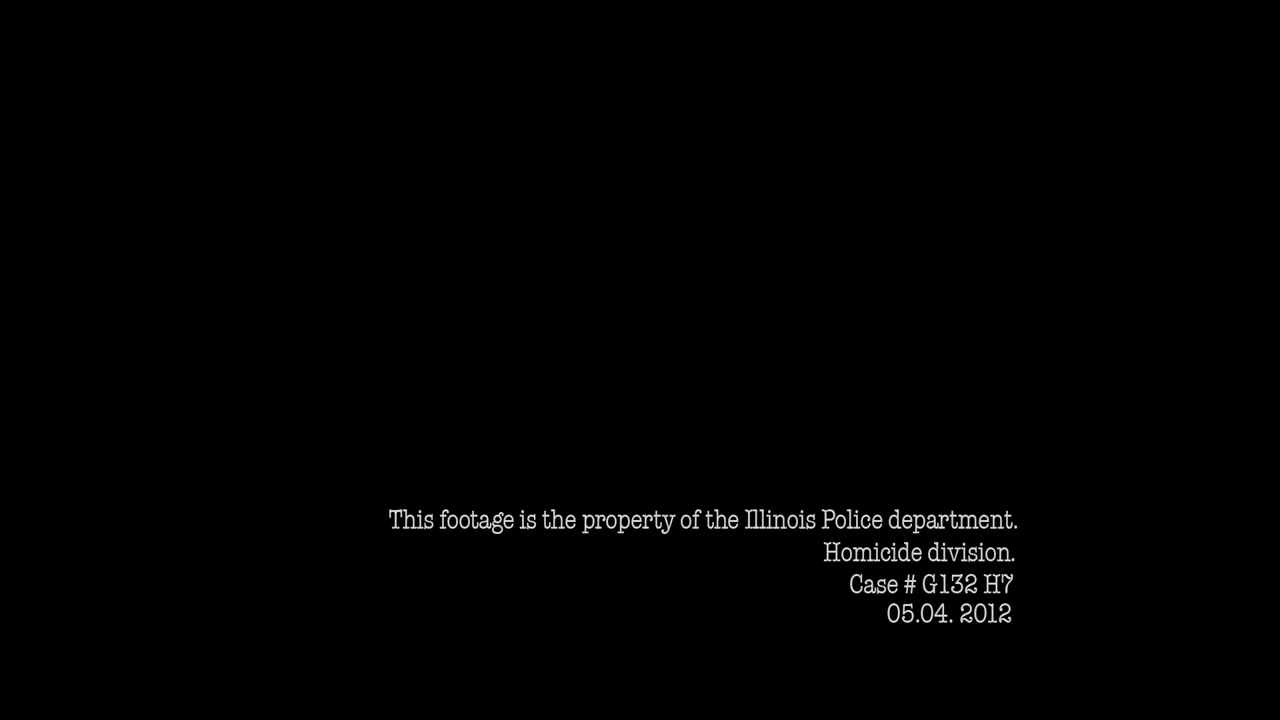 This footage is the property of the Illinois Police department.
Homicide division.
Case # G132 H7
05.04. 2012